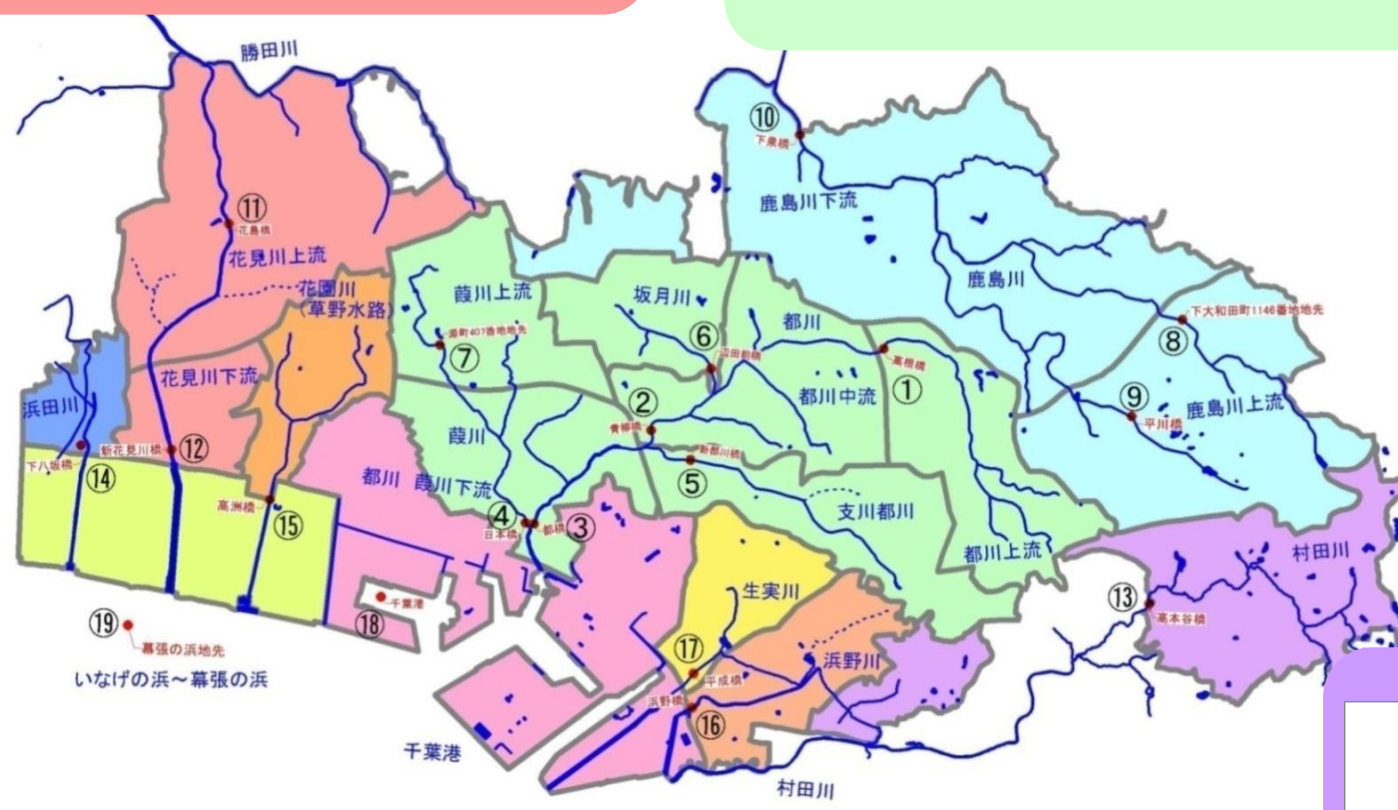 勝田川
⑩
下泉橋
鹿島川下流
⑪
花島橋
花見川上流
花園川
(草野水路)
葭川上流
坂月川
都川
鹿島川
下大和田町1146番地地先
⑧
⑦
⑥
辺田前橋
高根橋
①
花見川下流
浜田川
②
青柳橋
都川中流
⑨
平川橋
鹿島川上流
新花見川橋
⑫
下八坂橋
⑭
葭川
新都川橋
⑤
都川
葭川下流
高洲橋
⑮
④
日本橋
都橋
③
支川都川
都川上流
村田川
⑬
高本谷橋
千葉港
⑱
生実川
⑲
幕張の浜地先
いなげの浜～幕張の浜
⑰
平成橋
浜野川
浜野橋
⑯
千葉港
村田川